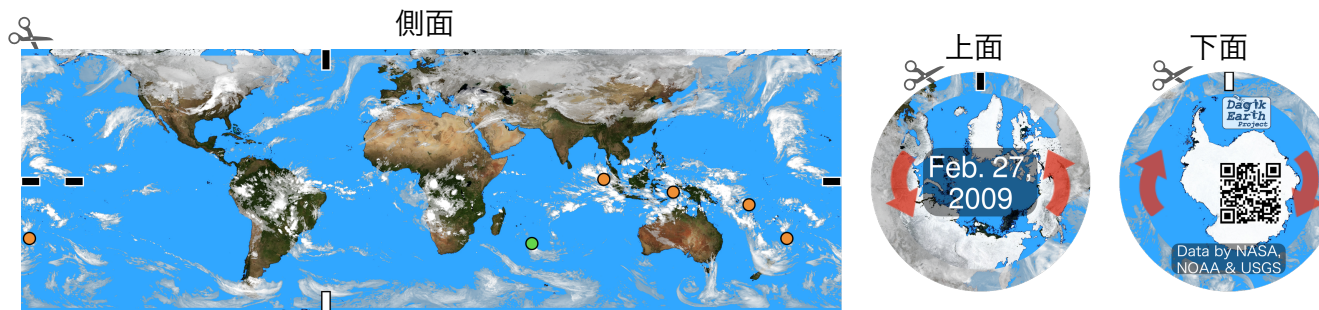 側面
上面
下面
Feb. 27,
2009
Dagik
Earth
Project
Data by NASA,
NOAA & USGS